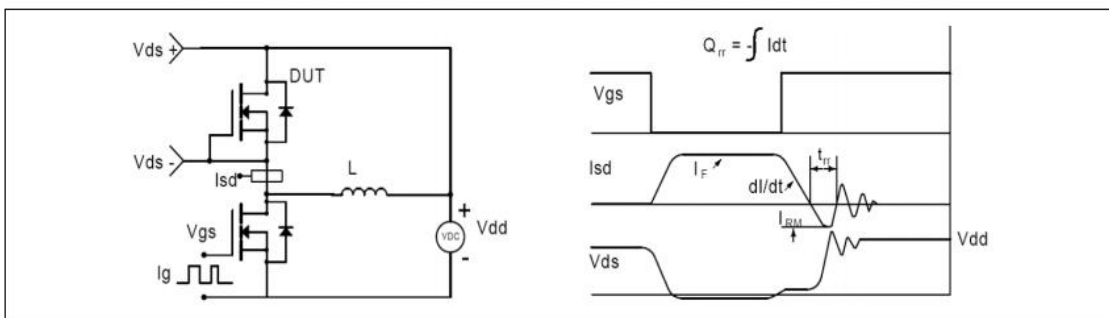 Vds +
DUT
Vds -
Isd
L
Vgs
+
VDC
Vdd
-
Ig
Qrr = -∫ Idt
Vgs
Isd
IF
dI/dt
trr
IRM
Vdd
Vds